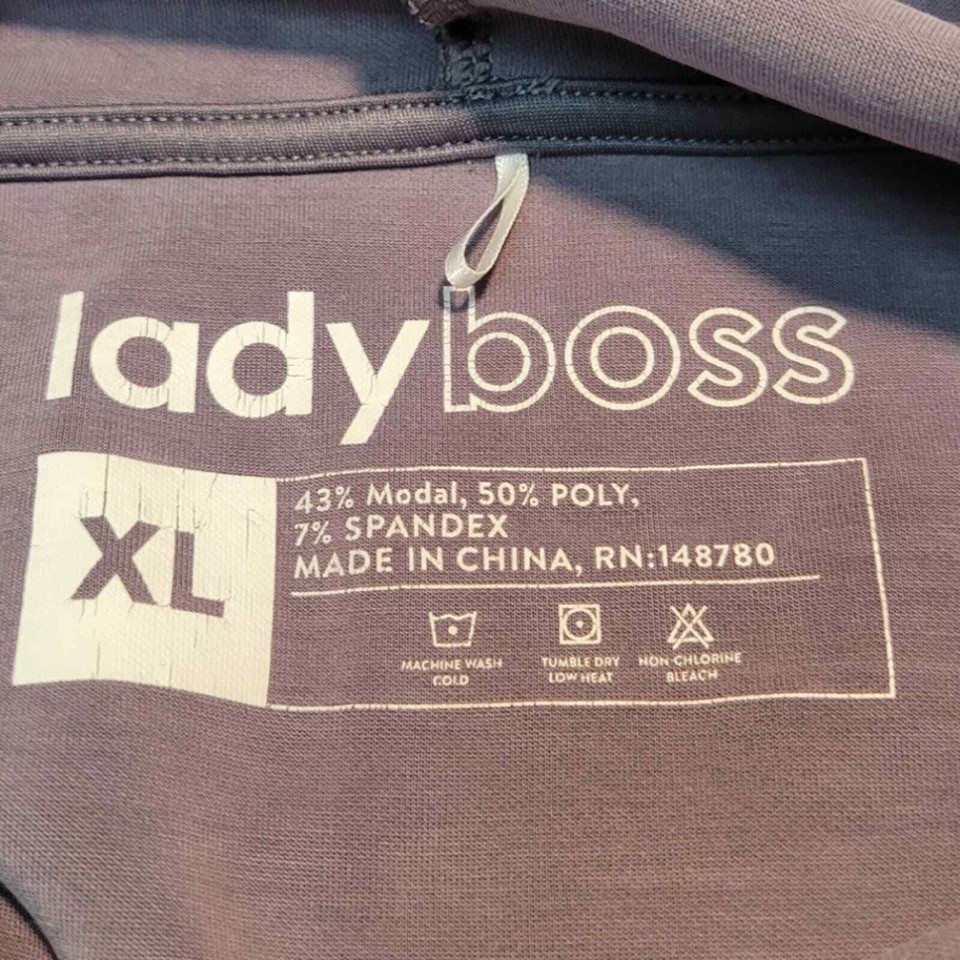 ladyboss
XL
43% Modal, 50% POLY,
7% SPANDEX
MADE IN CHINA, RN:148780
MACHINE WASH
COLD
TUMBLE DRY
LOW HEAT
NON CHLORINE
BLEACH